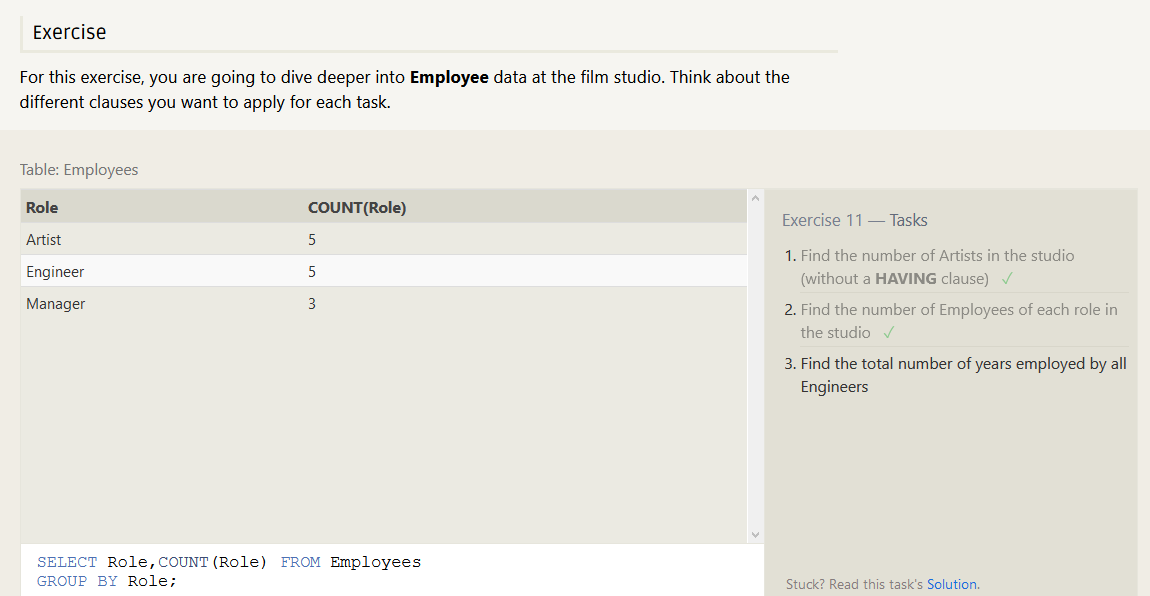 Exercise
For this exercise, you are going to dive deeper into Employee data at the film studio. Think about the
different clauses you want to apply for each task.
Table: Employees
Role COUNT(Role)
Artist 5
Engineer 5
Manager 3
SELECT Role,COUNT(Role) FROM Employees
GROUP BY Role;
Exercise 11 — Tasks
1. Find the number of Artists in the studio
(without a HAVING clause) ✓
2. Find the number of Employees of each role in
the studio ✓
3. Find the total number of years employed by all
Engineers
Stuck? Read this task's Solution.